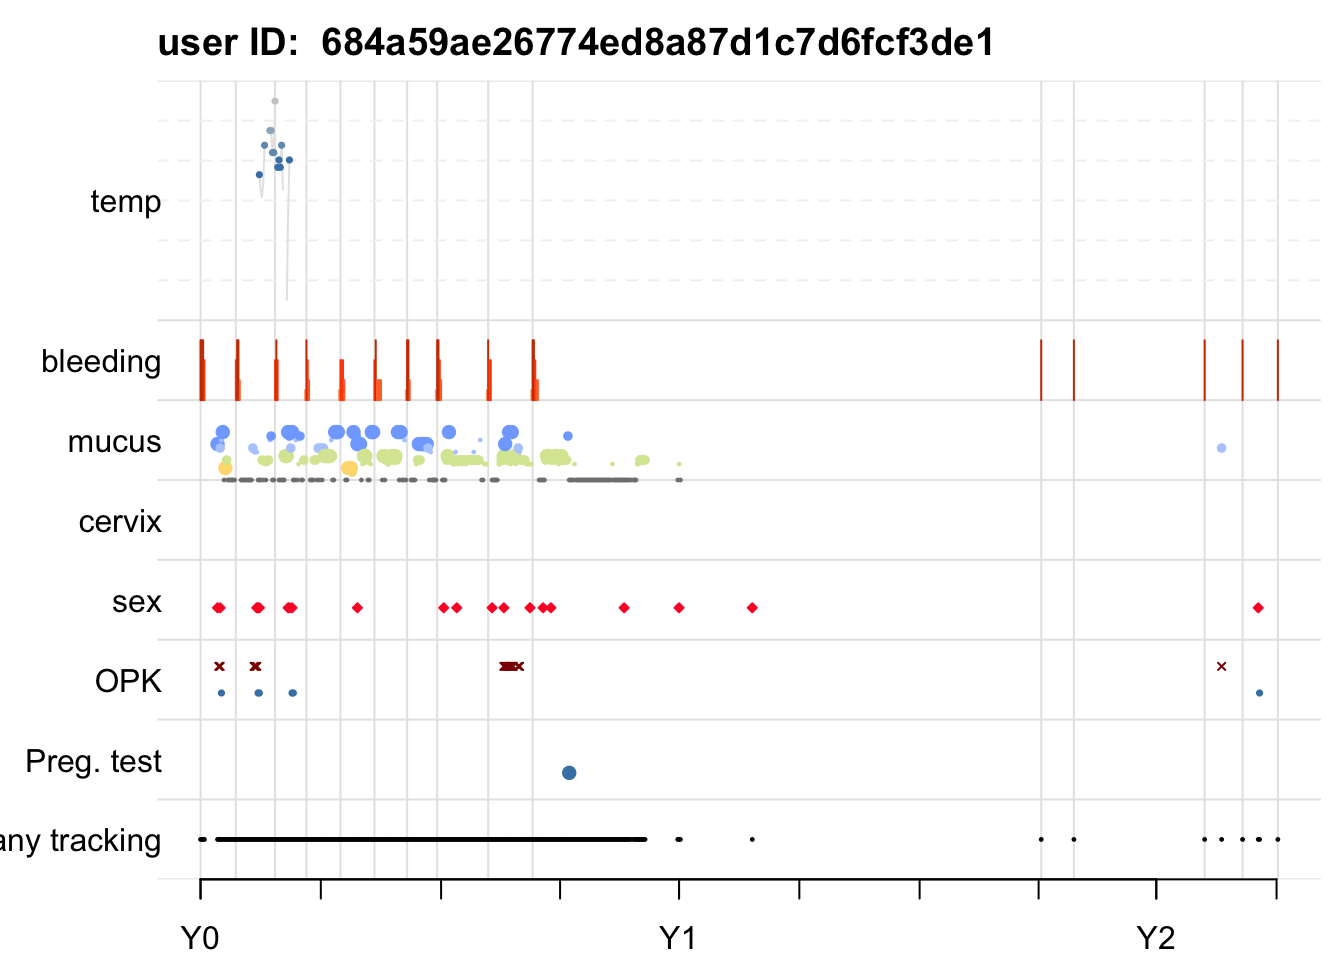 user ID: 684a59ae26774ed8a87d1c7d6fcf3de1
temp
bleeding
mucus
cervix
sex
OPK
Preg. test
any tracking
Y0 Y1 Y2